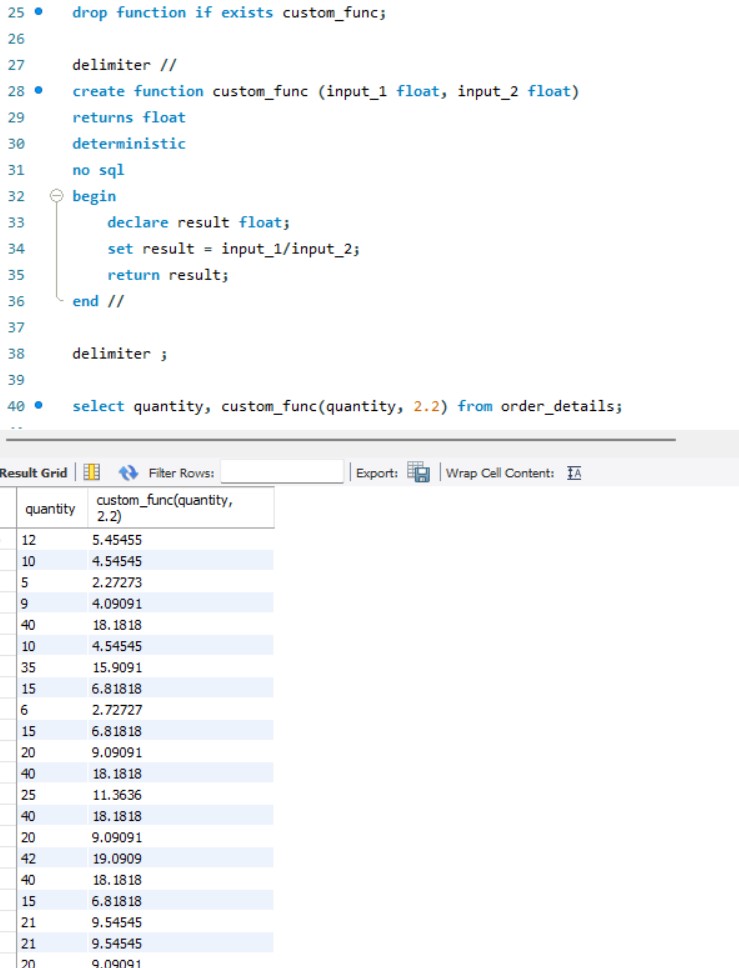 25 drop function if exists custom_func;
26
27 delimiter //
28 create function custom_func (input_1 float, input_2 float)
29 returns float
30 deterministic
31 no sql
32 begin
33 declare result float;
34 set result = input_1/input_2;
35 return result;
36 end //
37
38 delimiter ;
39
40 select quantity, custom_func(quantity, 2.2) from order_details;
Result Grid Filter Rows: Export: Wrap Cell Content: IA
quantity custom_func(quantity,
2.2)
12 5.45455
10 4.54545
5 2.27273
9 4.09091
40 18.1818
10 4.54545
35 15.9091
15 6.81818
6 2.72727
15 6.81818
20 9.09091
40 18.1818
25 11.3636
40 18.1818
20 9.09091
42 19.0909
40 18.1818
15 6.81818
21 9.54545
21 9.54545
20 9.09091